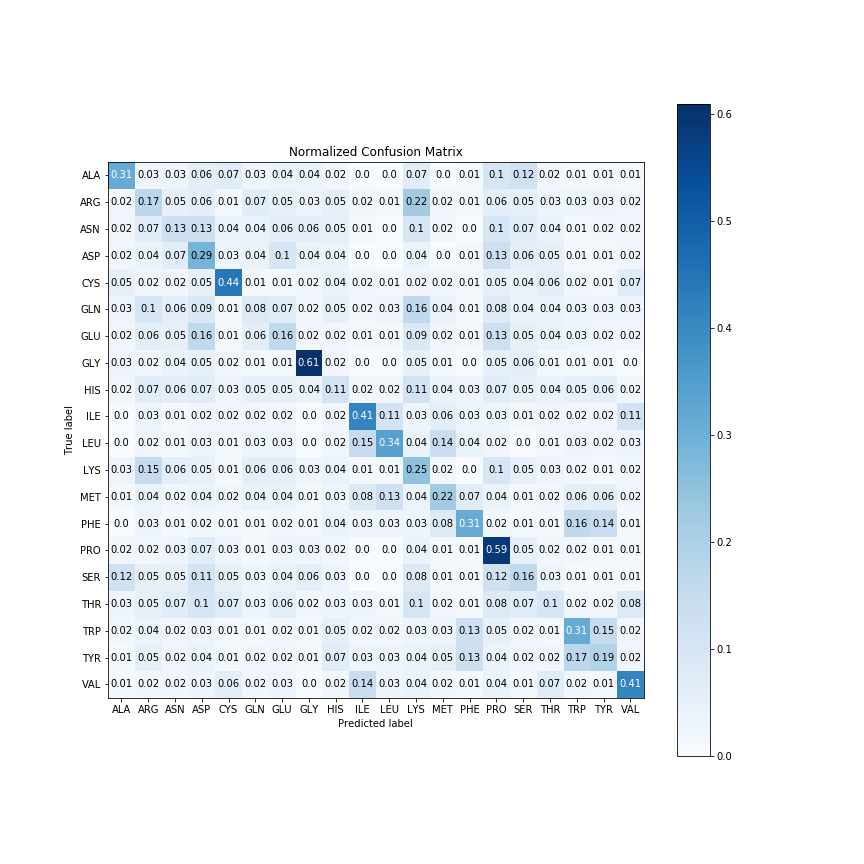 Normalized Confusion Matrix
ALA 0.31 0.03 0.03 0.06 0.07 0.03 0.04 0.04 0.02 0.0 0.0 0.07 0.0 0.01 0.1 0.12 0.02 0.01 0.01 0.01
ARG 0.02 0.17 0.05 0.06 0.01 0.07 0.05 0.03 0.05 0.02 0.01 0.22 0.02 0.01 0.06 0.05 0.03 0.03 0.03 0.02
ASN 0.02 0.07 0.13 0.13 0.04 0.04 0.06 0.06 0.05 0.01 0.0 0.1 0.02 0.0 0.1 0.07 0.04 0.01 0.02 0.02
ASP 0.02 0.04 0.07 0.29 0.03 0.04 0.1 0.04 0.04 0.0 0.0 0.04 0.0 0.01 0.13 0.06 0.05 0.01 0.01 0.02
CYS 0.05 0.02 0.02 0.05 0.44 0.01 0.01 0.02 0.04 0.02 0.01 0.02 0.02 0.01 0.05 0.04 0.06 0.02 0.01 0.07
GLN 0.03 0.1 0.06 0.09 0.01 0.08 0.07 0.02 0.05 0.02 0.03 0.16 0.04 0.01 0.08 0.04 0.04 0.03 0.03 0.03
GLU 0.02 0.06 0.05 0.16 0.01 0.06 0.16 0.02 0.02 0.01 0.01 0.09 0.02 0.01 0.13 0.05 0.04 0.03 0.02 0.02
GLY 0.03 0.02 0.04 0.05 0.02 0.01 0.01 0.61 0.02 0.0 0.0 0.05 0.01 0.0 0.05 0.06 0.01 0.01 0.01 0.0
HIS 0.02 0.07 0.06 0.07 0.03 0.05 0.05 0.04 0.11 0.02 0.02 0.11 0.04 0.03 0.07 0.05 0.04 0.05 0.06 0.02
ILE 0.0 0.03 0.01 0.02 0.02 0.02 0.02 0.0 0.02 0.41 0.11 0.03 0.06 0.03 0.03 0.01 0.02 0.02 0.02 0.11
LEU 0.0 0.02 0.01 0.03 0.01 0.03 0.03 0.0 0.02 0.15 0.34 0.04 0.14 0.04 0.02 0.0 0.01 0.03 0.02 0.03
LYS 0.03 0.15 0.06 0.05 0.01 0.06 0.06 0.03 0.04 0.01 0.01 0.25 0.02 0.0 0.1 0.05 0.03 0.02 0.01 0.02
MET 0.01 0.04 0.02 0.04 0.02 0.04 0.04 0.01 0.03 0.08 0.13 0.04 0.22 0.07 0.04 0.01 0.02 0.06 0.06 0.02
PHE 0.0 0.03 0.01 0.02 0.01 0.01 0.02 0.01 0.04 0.03 0.03 0.03 0.08 0.31 0.02 0.01 0.01 0.16 0.14 0.01
PRO 0.02 0.02 0.03 0.07 0.03 0.01 0.03 0.03 0.02 0.0 0.0 0.04 0.01 0.01 0.59 0.05 0.02 0.02 0.01 0.01
SER 0.12 0.05 0.05 0.11 0.05 0.03 0.04 0.06 0.03 0.0 0.0 0.08 0.01 0.01 0.12 0.16 0.03 0.01 0.01 0.01
THR 0.03 0.05 0.07 0.1 0.07 0.03 0.06 0.02 0.03 0.03 0.01 0.1 0.02 0.01 0.08 0.07 0.1 0.02 0.02 0.08
TRP 0.02 0.04 0.02 0.03 0.01 0.01 0.02 0.01 0.05 0.02 0.02 0.03 0.03 0.13 0.05 0.02 0.01 0.31 0.15 0.02
TYR 0.01 0.05 0.02 0.04 0.01 0.02 0.02 0.01 0.07 0.03 0.03 0.04 0.05 0.13 0.04 0.02 0.02 0.17 0.19 0.02
VAL 0.01 0.02 0.02 0.03 0.06 0.02 0.03 0.0 0.02 0.14 0.03 0.04 0.02 0.01 0.04 0.01 0.07 0.02 0.01 0.41
ALA ARG ASN ASP CYS GLN GLU GLY HIS ILE LEU LYS MET PHE PRO SER THR TRP TYR VAL
Predicted label
True label
0.6
0.5
0.4
0.3
0.2
0.1
0.0